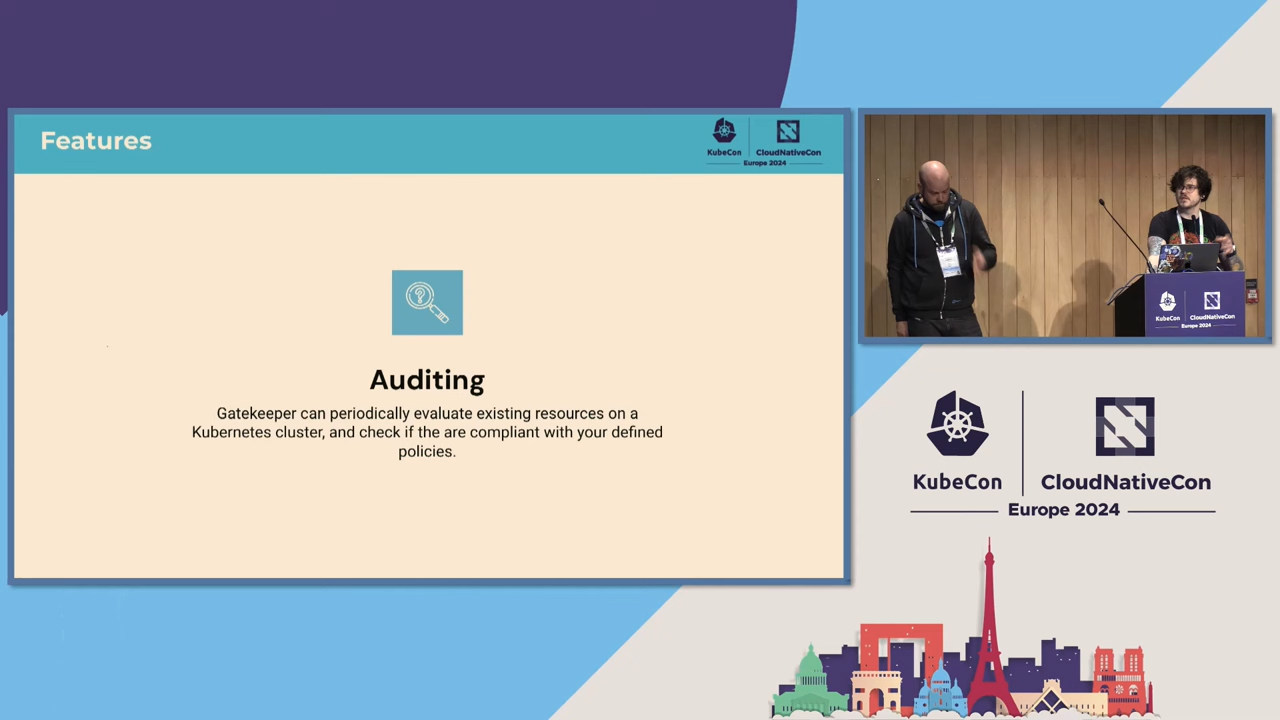 Features
KubeCon
CloudNativeCon
Europe 2024
Auditing
Gatekeeper can periodically evaluate existing resources on a
Kubernetes cluster, and check if the are compliant with your defined
policies.
KubeCon
CloudNativeCon
Europe 2024
KubeCon
CloudNativeCon
Europe 2024